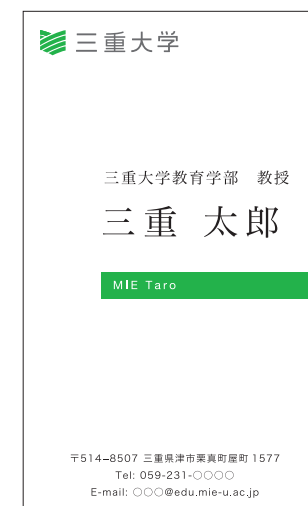 三重大学
三重大学教育学部　教授
三重 太郎
MIE Taro
〒514–8507 三重県津市栗真町屋町 1577
Tel: 059-231-○○○○
E-mail: ○○○@edu.mie-u.ac.jp